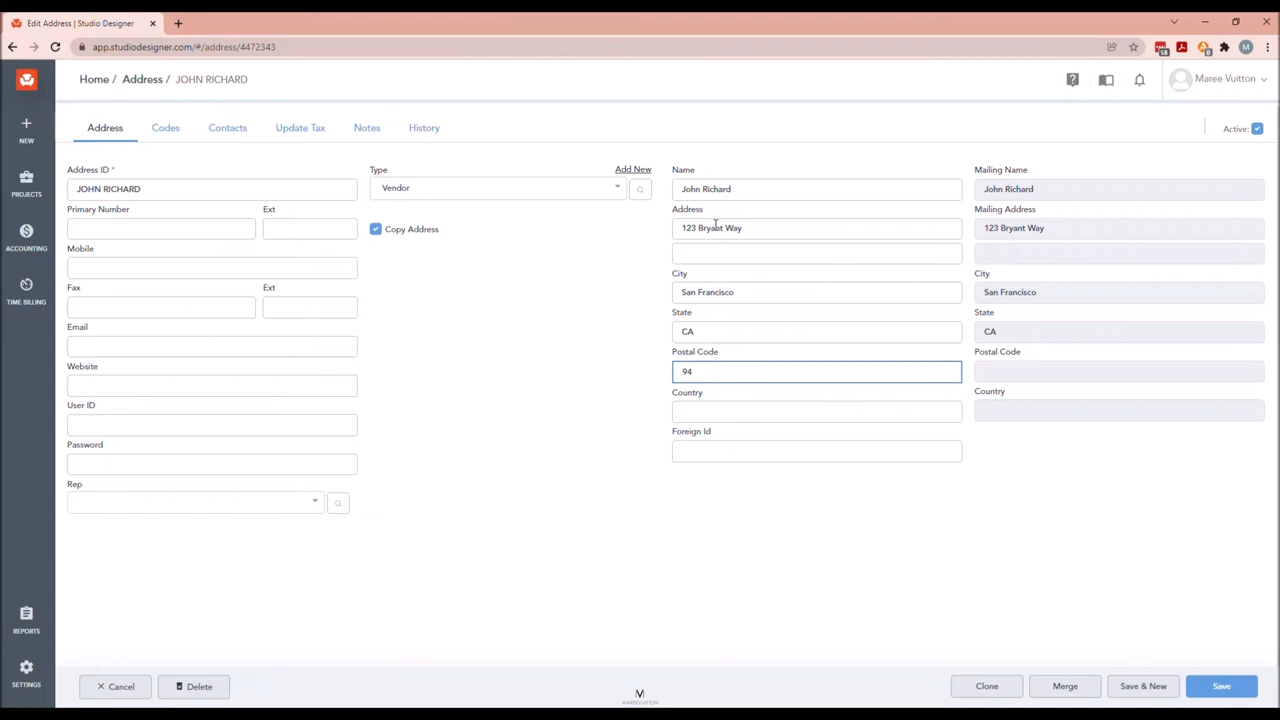 Edit Address | Studio Designer
app.studiodesigner.com/#/address/4472343
58
0
M
Home / Address / JOHN RICHARD
Maree Vuitton
NEW
PROJECTS
ACCOUNTING
TIME BILLING
REPORTS
SETTINGS
Address Codes Contacts Update Tax Notes History
Active:
Address ID *
JOHN RICHARD
Primary Number Ext
Mobile
Fax Ext
Email
Website
User ID
Password
Rep
Type Add New
Vendor
Copy Address
Name
John Richard
Address
123 Bryant Way
City
San Francisco
State
CA
Postal Code
94
Country
Foreign Id
Mailing Name
John Richard
Mailing Address
123 Bryant Way
City
San Francisco
State
CA
Postal Code
Country
Cancel Delete
M
MAREEVUITTON
Clone Merge Save & New Save